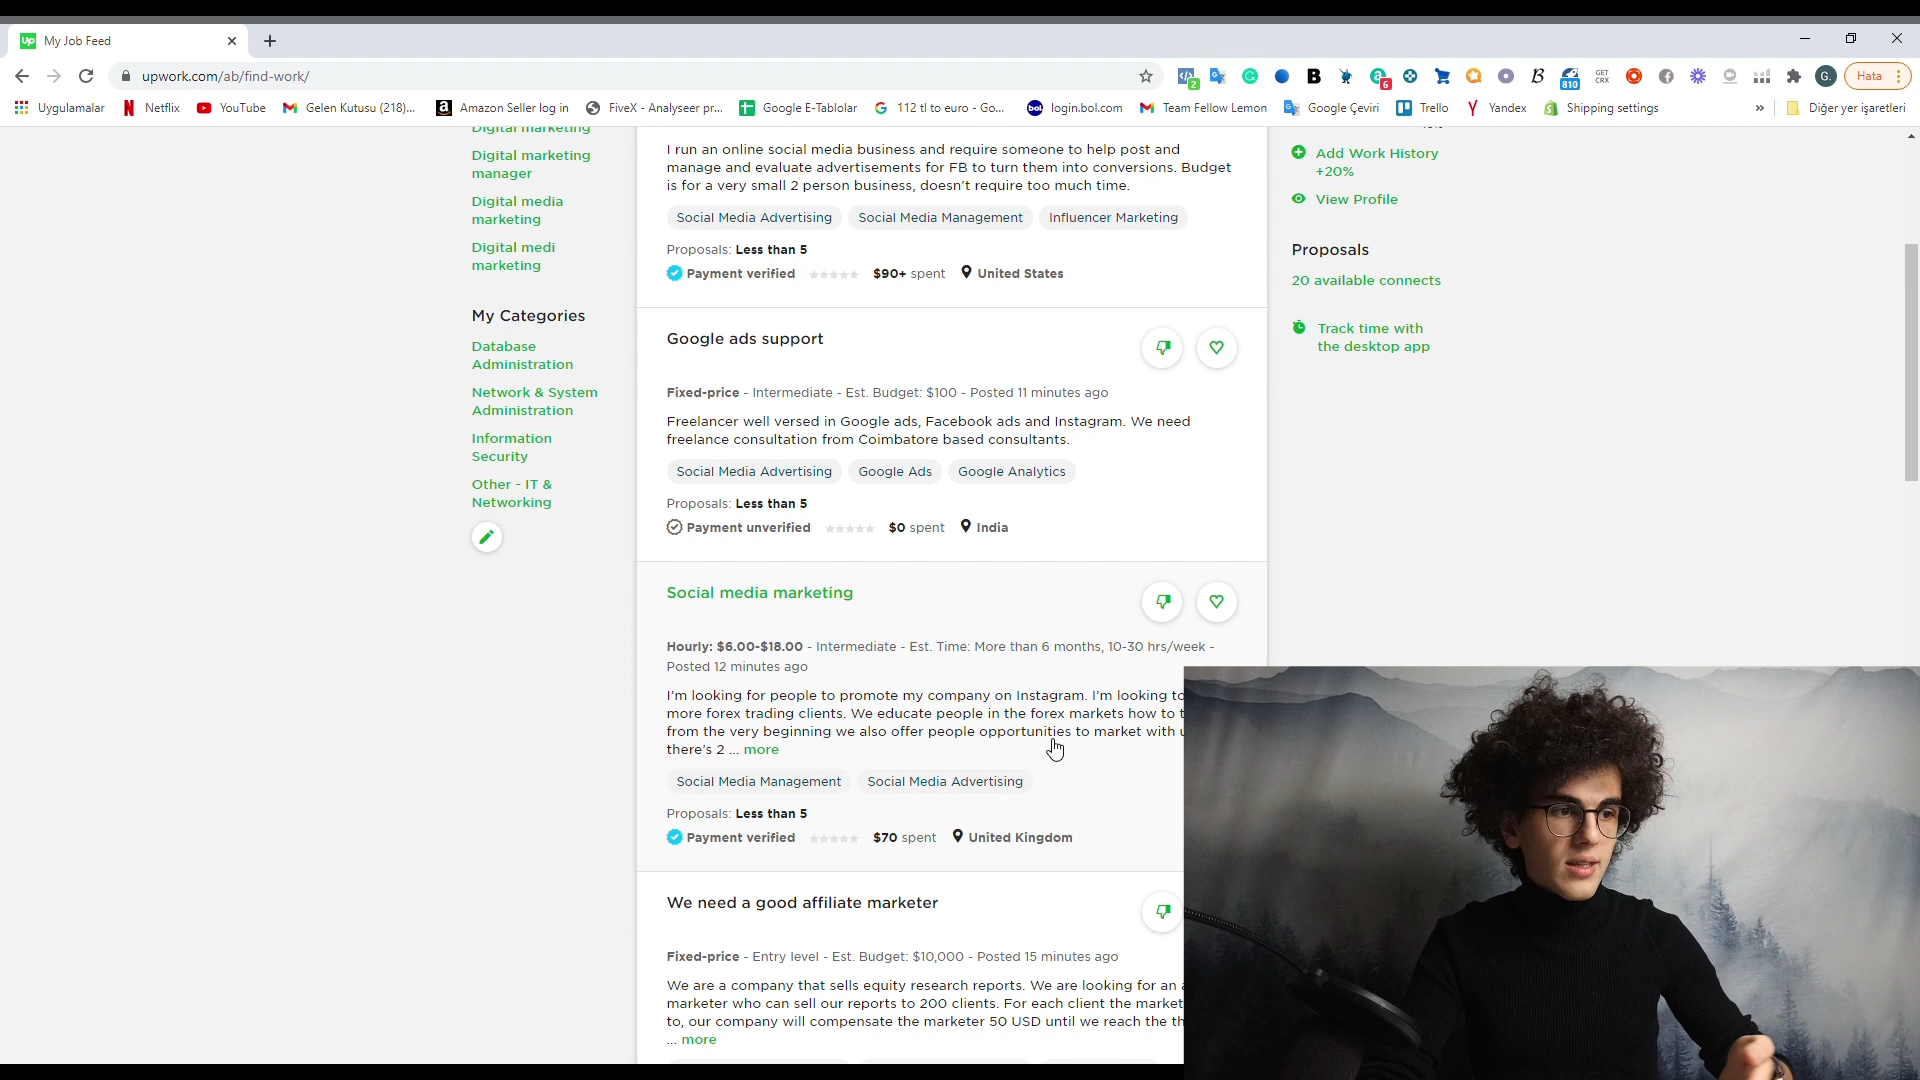 My Job Feed
upwork.com/ab/find-work/
2
6
810
GET CRX
G.
Hata
Uygulamalar
Netflix
YouTube
Gelen Kutusu (218)...
Amazon Seller log in
FiveX - Analyseer pr...
Google E-Tablolar
112 tl to euro - Go...
bol
login.bol.com
Team Fellow Lemon
Google Çeviri
Trello
Yandex
Shipping settings
»
Diğer yer işaretleri
Digital marketing
Digital marketing
manager
Digital media
marketing
Digital medi
marketing
My Categories
Database
Administration
Network & System
Administration
Information
Security
Other - IT &
Networking
I run an online social media business and require someone to help post and
manage and evaluate advertisements for FB to turn them into conversions. Budget
is for a very small 2 person business, doesn't require too much time.
Social Media Advertising
Social Media Management
Influencer Marketing
Proposals: Less than 5
Payment verified $90+ spent United States
Google ads support
Fixed-price - Intermediate - Est. Budget: $100 - Posted 11 minutes ago
Freelancer well versed in Google ads, Facebook ads and Instagram. We need
freelance consultation from Coimbatore based consultants.
Social Media Advertising
Google Ads
Google Analytics
Proposals: Less than 5
Payment unverified $0 spent India
Social media marketing
Hourly: $6.00-$18.00 - Intermediate - Est. Time: More than 6 months, 10-30 hrs/week -
Posted 12 minutes ago
I'm looking for people to promote my company on Instagram. I'm looking to
more forex trading clients. We educate people in the forex markets how to
from the very beginning we also offer people opportunities to market with
there's 2 ... more
Social Media Management
Social Media Advertising
Proposals: Less than 5
Payment verified $70 spent United Kingdom
We need a good affiliate marketer
Fixed-price - Entry level - Est. Budget: $10,000 - Posted 15 minutes ago
We are a company that sells equity research reports. We are looking for an
marketer who can sell our reports to 200 clients. For each client the
to, our company will compensate the marketer 50 USD until we reach the
... more
Add Work History
+20%
View Profile
Proposals
20 available connects
Track time with
the desktop app